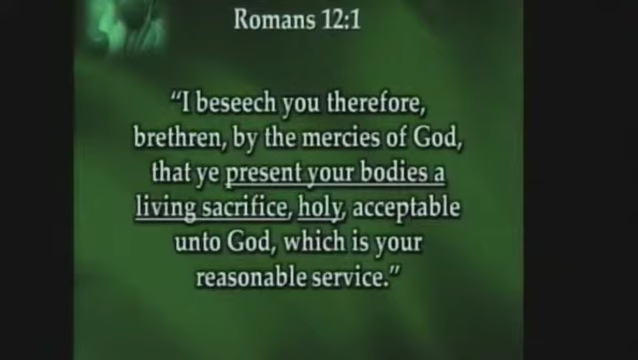 Romans 12:1
“I beseech you therefore,
brethren, by the mercies of God,
that ye present your bodies a
living sacrifice, holy, acceptable
unto God, which is your
reasonable service.”